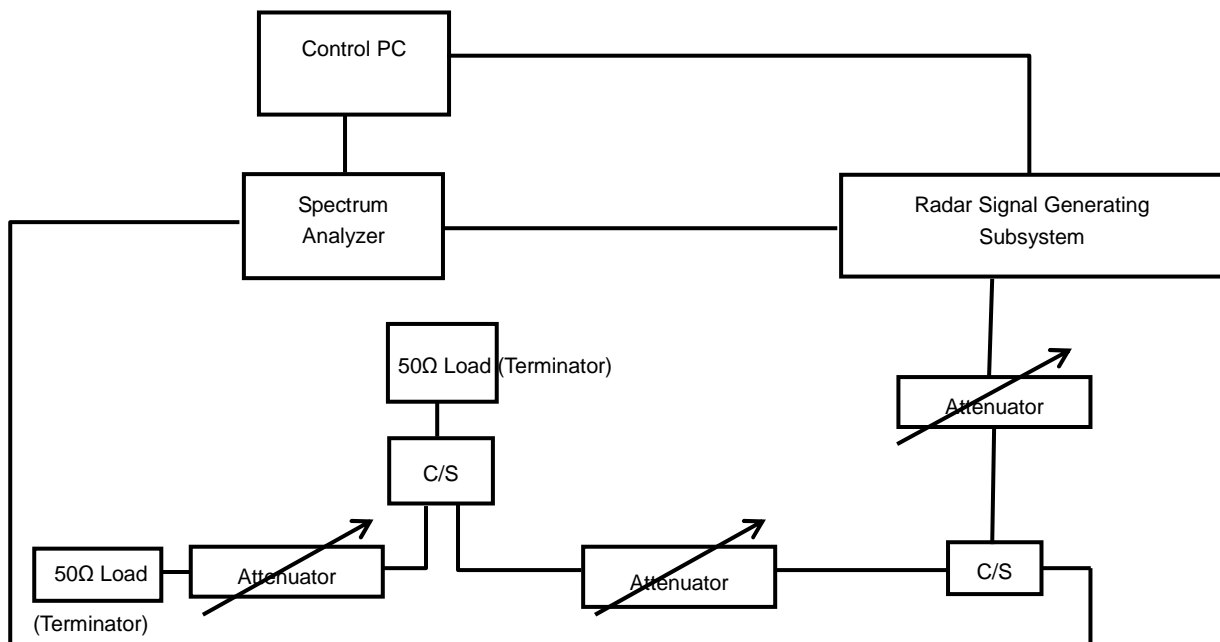 Control PC
Spectrum
Analyzer
Radar Signal Generating
Subsystem
50Ω Load (Terminator)
Attenuator
C/S
50Ω Load
(Terminator)
Attenuator
Attenuator
C/S